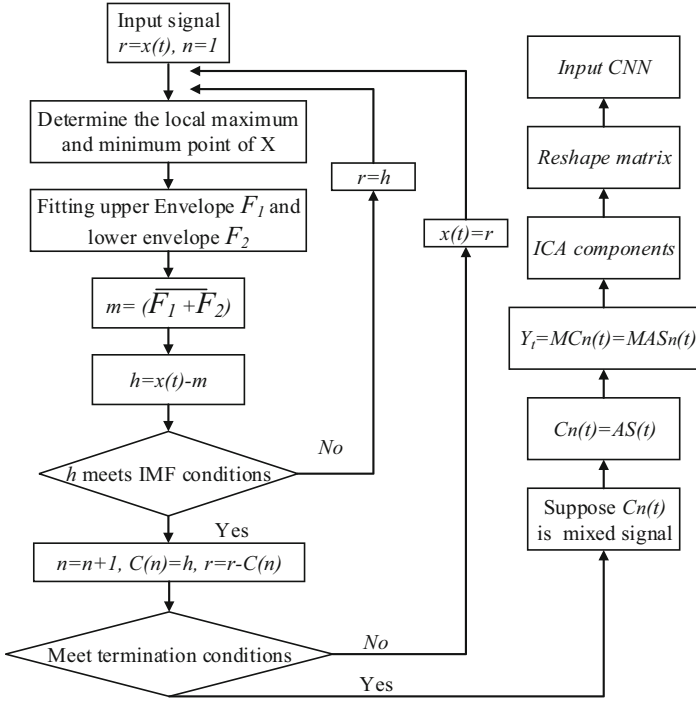 Input signal
r=x(t), n=1
Determine the local maximum
and minimum point of X
Fitting upper Envelope F₁ and
lower envelope F₂
m= (F₁ +F₂)
h=x(t)-m
h meets IMF conditions
No
r=h
Yes
n=n+1, C(n)=h, r=r-C(n)
Meet termination conditions
No
x(t)=r
Yes
Suppose Cn(t)
is mixed signal
Cn(t)=AS(t)
Yₜ=MCn(t)=MASn(t)
ICA components
Reshape matrix
Input CNN